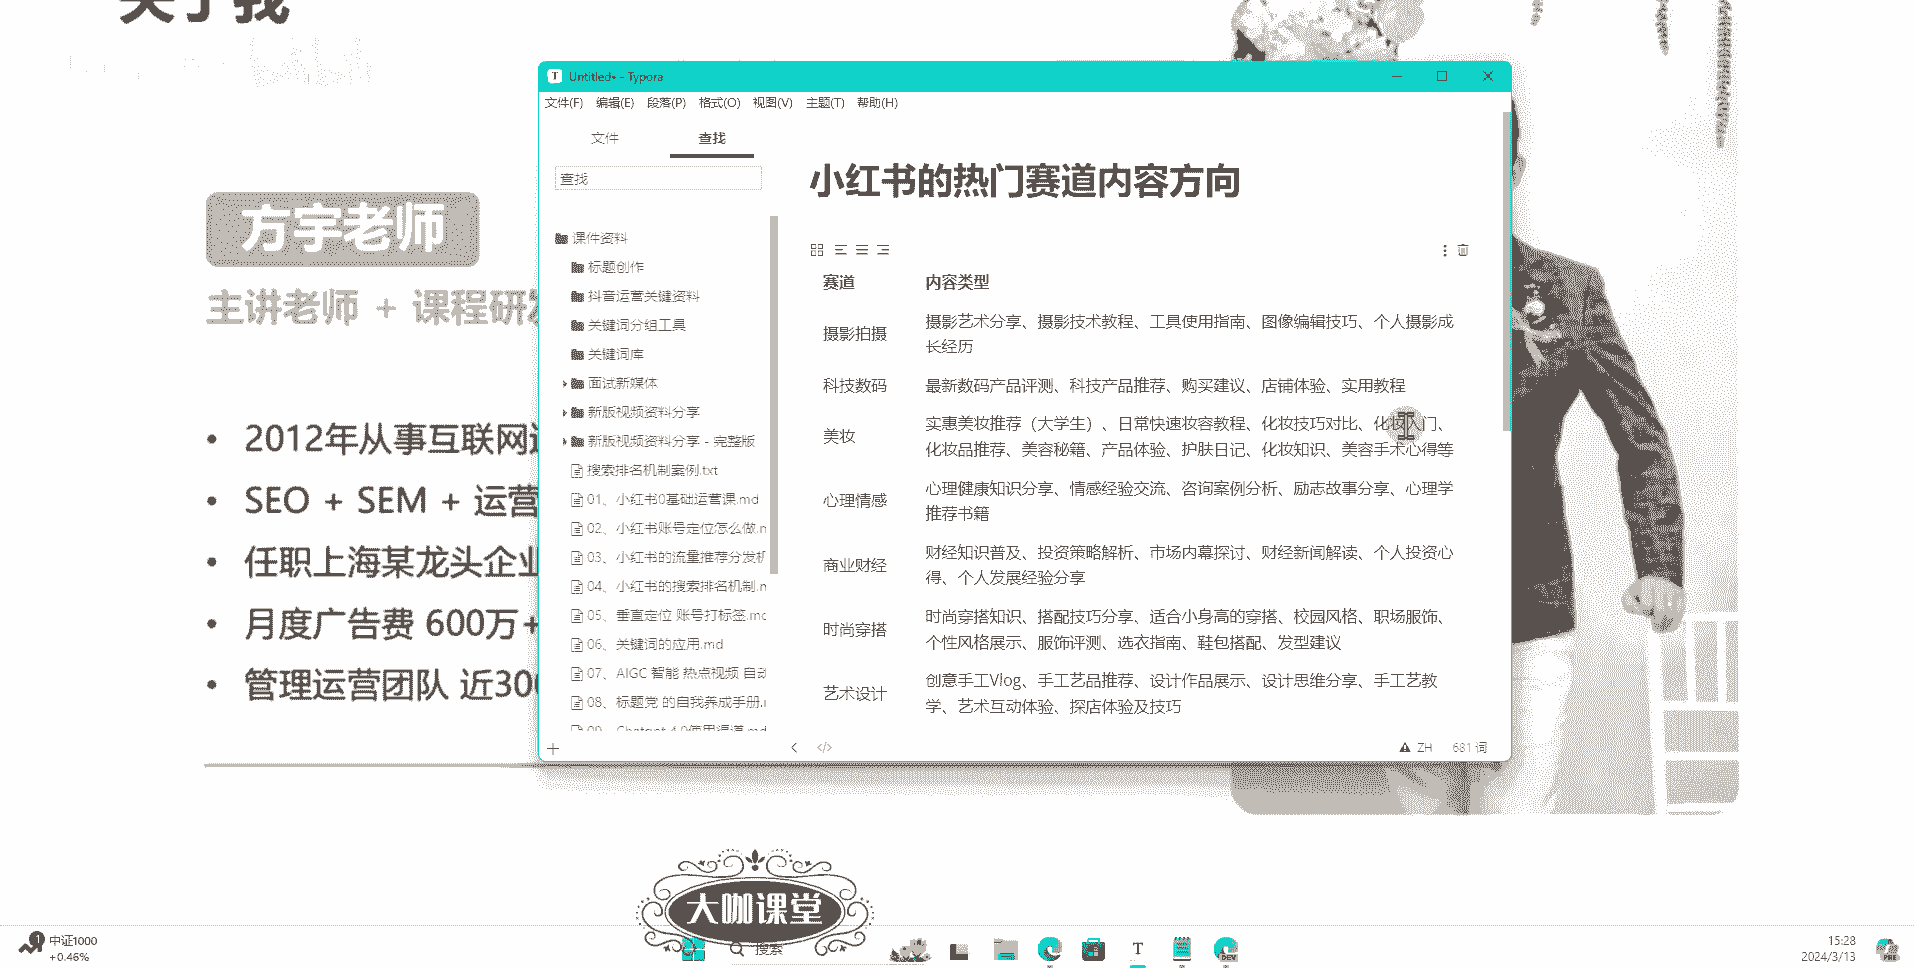 关于我
方宇老师
主讲老师 + 课程研发
2012年从事互联网
SEO + SEM + 运营
任职上海某龙头企业
月度广告费 600万+
管理运营团队 近300
Untitled• - Typora
文件(F) 编辑(E) 段落(P) 格式(O) 视图(V) 主题(T) 帮助(H)
文件 查找
查找
课件资料
标题创作
抖音运营关键资料
关键词分组工具
关键词库
面试新媒体
新版视频资料分享
新版视频资料分享 - 完整版
搜索排名机制案例.txt
01、小红书0基础运营课.md
02、小红书账号定位怎么做.m
03、小红书的流量推荐分发机
04、小红书的搜索排名机制.m
05、垂直定位 账号打标签.md
06、关键词的应用.md
07、AIGC 智能 热点视频 自动
08、标题党 的自我养成手册.m
09、Chatgpt 4.0使用渠道.md
小红书的热门赛道内容方向
赛道 内容类型
摄影拍摄 摄影艺术分享、摄影技术教程、工具使用指南、图像编辑技巧、个人摄影成
长经历
科技数码 最新数码产品评测、科技产品推荐、购买建议、店铺体验、实用教程
美妆 实惠美妆推荐（大学生）、日常快速妆容教程、化妆技巧对比、化妆入门、
化妆品推荐、美容秘籍、产品体验、护肤日记、化妆知识、美容手术心得等
心理情感 心理健康知识分享、情感经验交流、咨询案例分析、励志故事分享、心理学
推荐书籍
商业财经 财经知识普及、投资策略解析、市场内幕探讨、财经新闻解读、个人投资心
得、个人发展经验分享
时尚穿搭 时尚穿搭知识、搭配技巧分享、适合小身高的穿搭、校园风格、职场服饰、
个性风格展示、服饰评测、选衣指南、鞋包搭配、发型建议
艺术设计 创意手工Vlog、手工艺品推荐、设计作品展示、设计思维分享、手工艺教
学、艺术互动体验、探店体验及技巧
ZH 681 词
大咖课堂
1
中证1000
+0.46%
搜索
T
DEV
15:28
2024/3/13
PRE